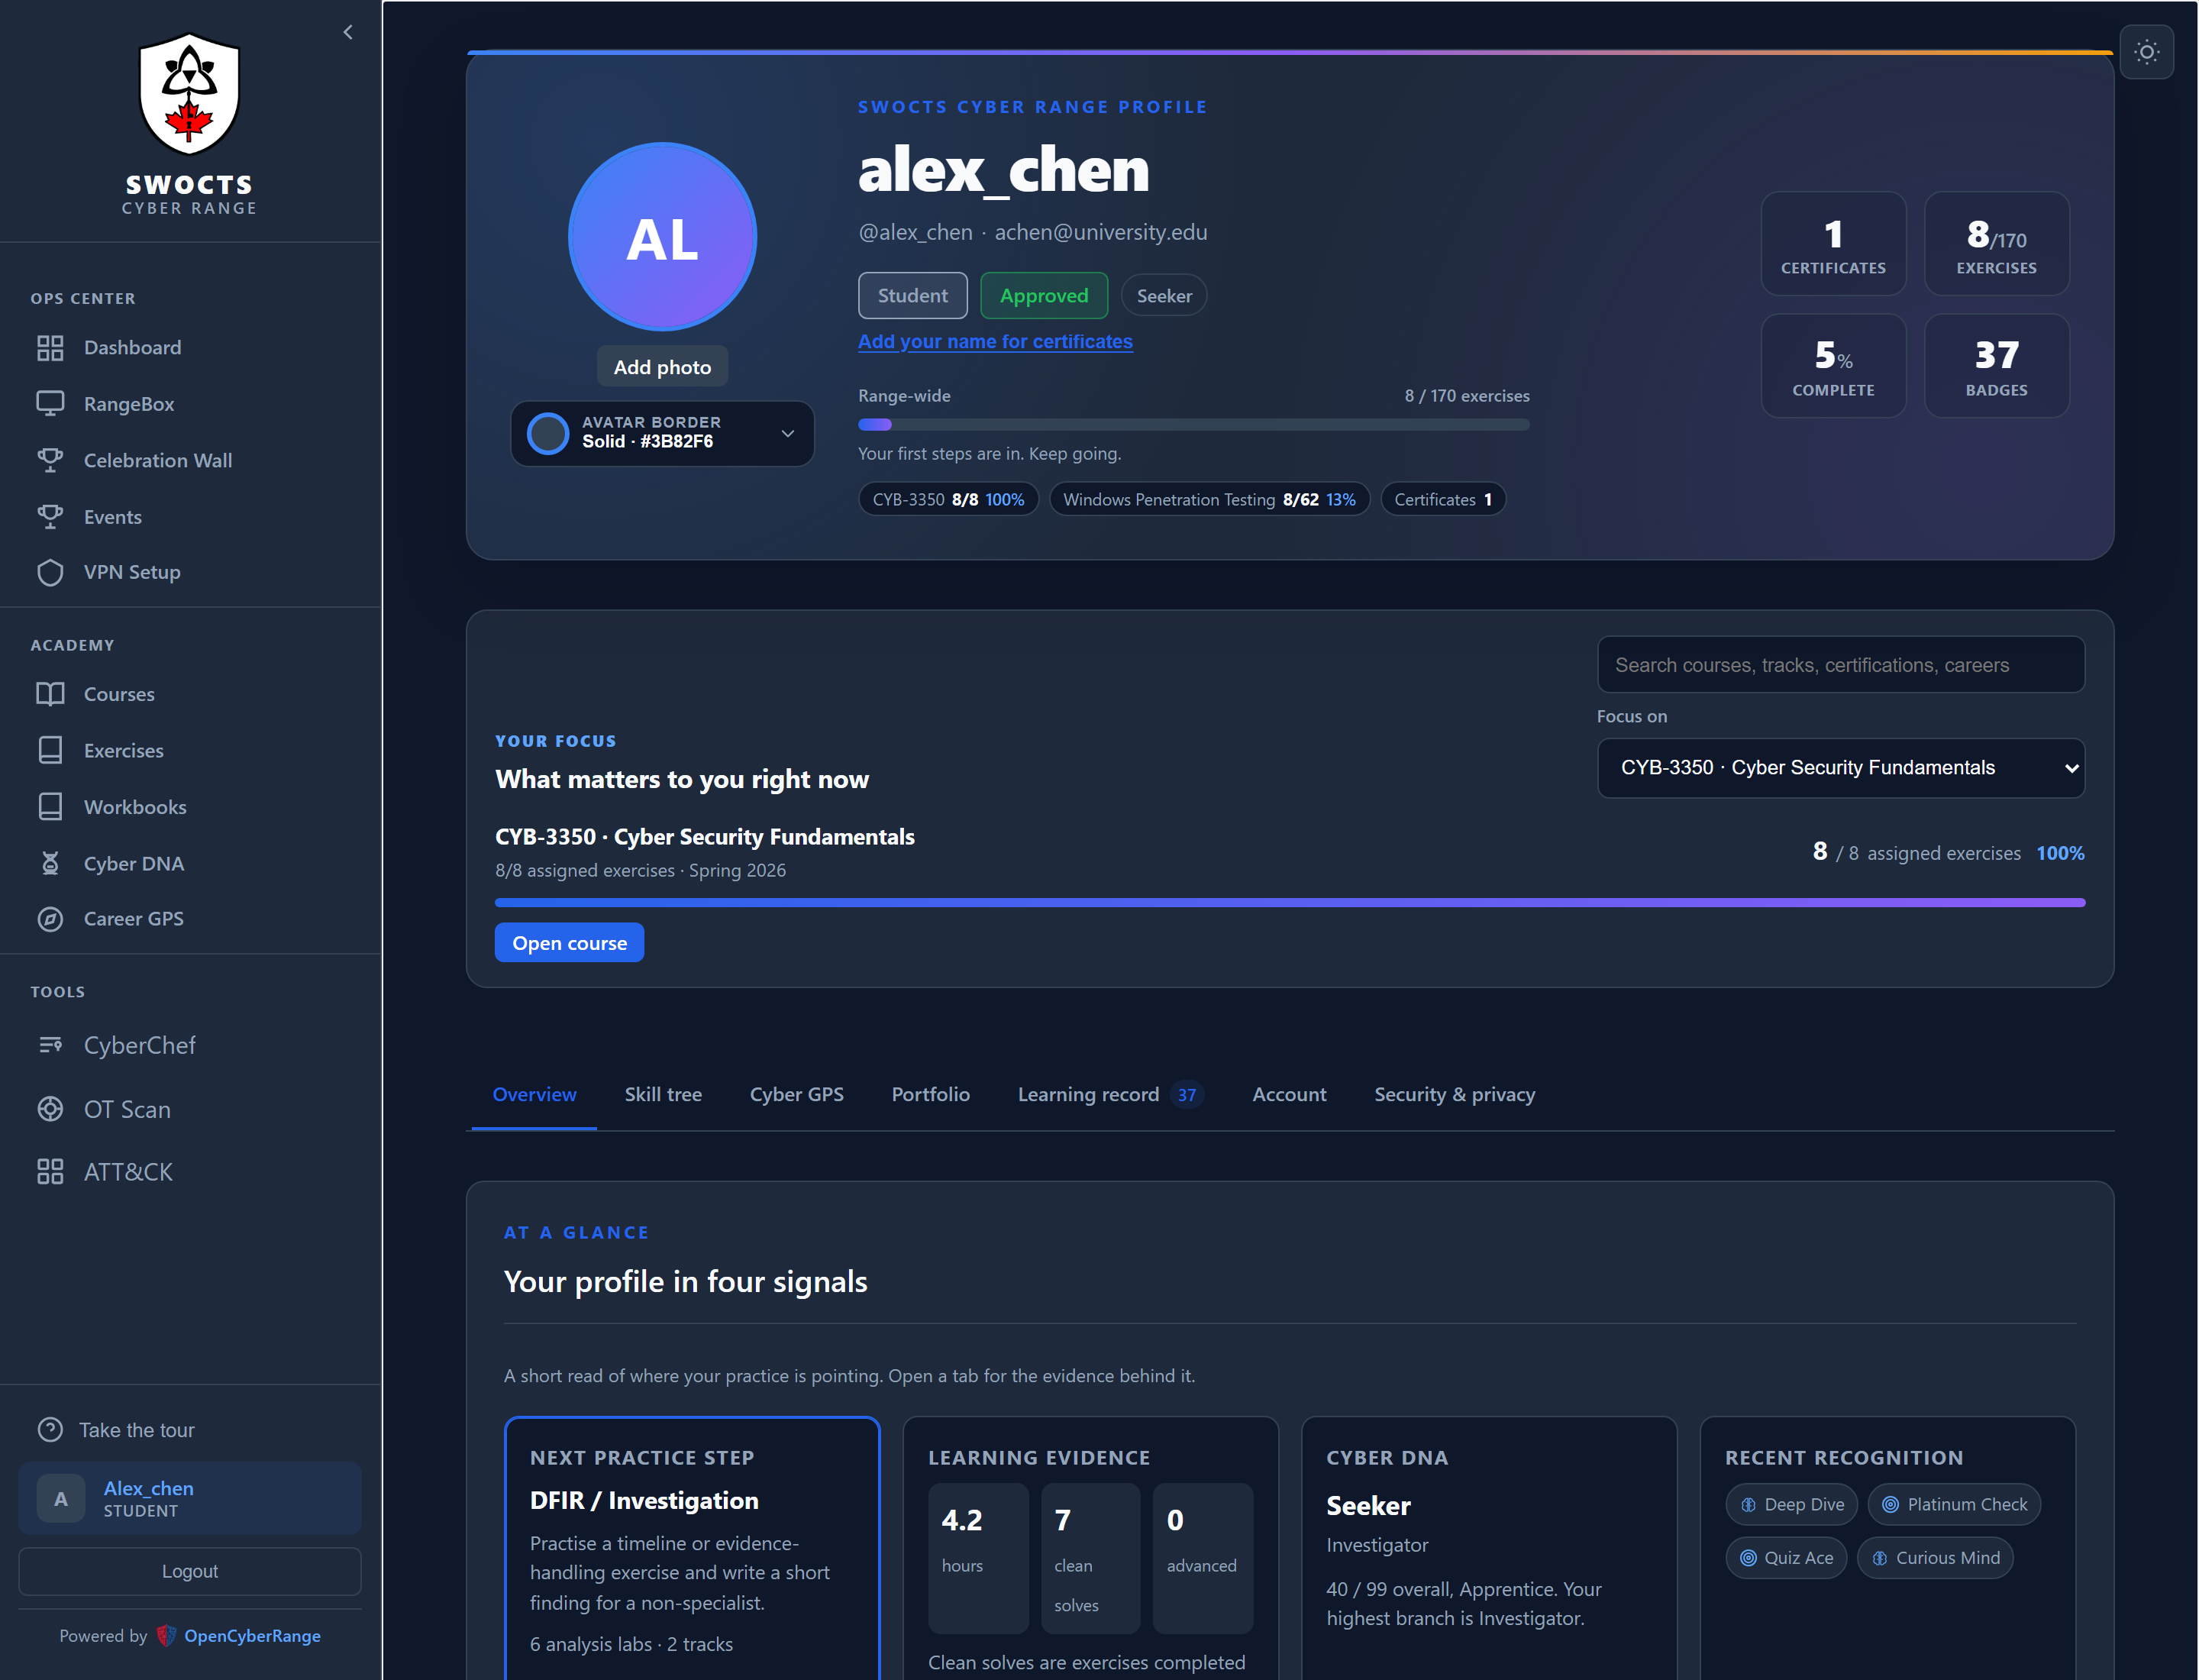 SWOCTS
CYBER RANGE
OPS CENTER
Dashboard
RangeBox
Celebration Wall
Events
VPN Setup
ACADEMY
Courses
Exercises
Workbooks
Cyber DNA
Career GPS
TOOLS
CyberChef
OT Scan
ATT&CK
Take the tour
A
Alex_chen
STUDENT
Logout
Powered by OpenCyberRange
SWOCTS CYBER RANGE PROFILE
AL
alex_chen
@alex_chen · achen@university.edu
Student Approved Seeker
Add your name for certificates
Add photo
AVATAR BORDER
Solid · #3B82F6
Range-wide 8 / 170 exercises
Your first steps are in. Keep going.
CYB-3350 8/8 100% Windows Penetration Testing 8/62 13% Certificates 1
1
CERTIFICATES
8/170
EXERCISES
5%
COMPLETE
37
BADGES
Search courses, tracks, certifications, careers
Focus on
CYB-3350 · Cyber Security Fundamentals
YOUR FOCUS
What matters to you right now
CYB-3350 · Cyber Security Fundamentals
8/8 assigned exercises · Spring 2026
8 / 8 assigned exercises 100%
Open course
Overview Skill tree Cyber GPS Portfolio Learning record 37 Account Security & privacy
AT A GLANCE
Your profile in four signals
A short read of where your practice is pointing. Open a tab for the evidence behind it.
NEXT PRACTICE STEP
DFIR / Investigation
Practise a timeline or evidence-
handling exercise and write a short
finding for a non-specialist.
6 analysis labs · 2 tracks
LEARNING EVIDENCE
4.2
hours
7
clean
solves
0
advanced
Clean solves are exercises completed
CYBER DNA
Seeker
Investigator
40 / 99 overall, Apprentice. Your
highest branch is Investigator.
RECENT RECOGNITION
Deep Dive Platinum Check
Quiz Ace Curious Mind